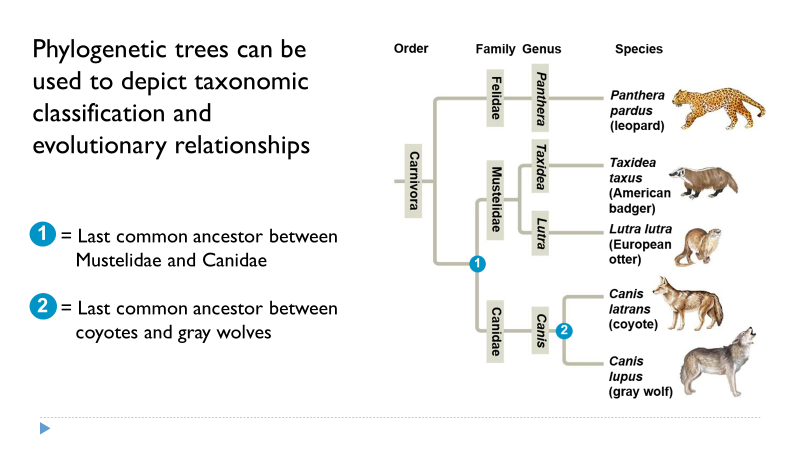 Phylogenetic trees can be
used to depict taxonomic
classification and
evolutionary relationships
1 = Last common ancestor between
Mustelidae and Canidae
2 = Last common ancestor between
coyotes and gray wolves
Order Family Genus Species
Carnivora
Felidae
Panthera
Panthera
pardus
(leopard)
Mustelidae
Taxidea
Taxidea
taxus
(American
badger)
Lutra
Lutra lutra
(European
otter)
1
Canidae
Canis
2
Canis
latrans
(coyote)
Canis
lupus
(gray wolf)